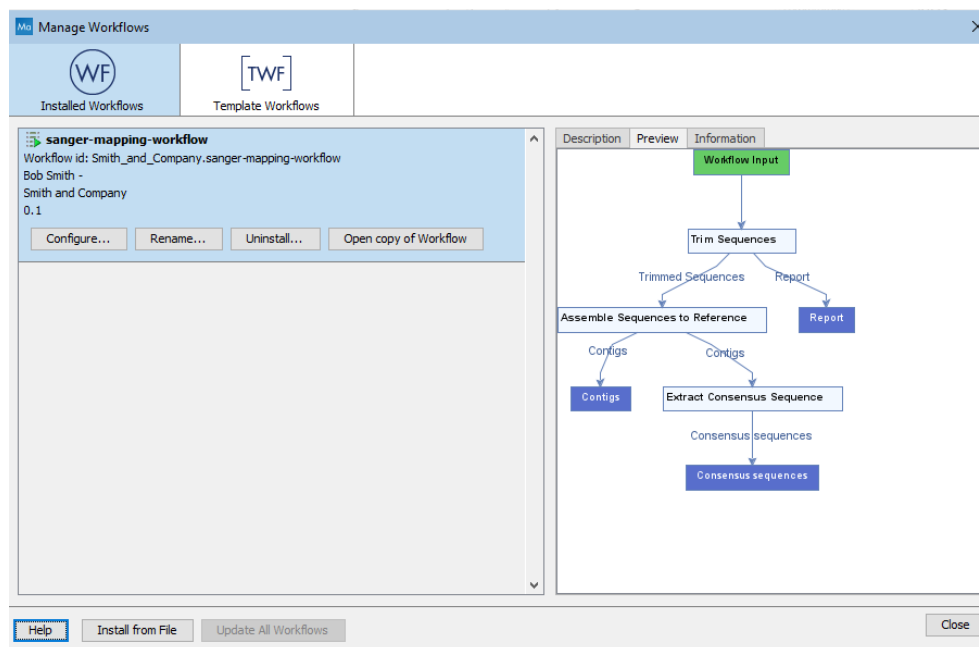 Mo Manage Workflows
WF
TWF
Installed Workflows
Template Workflows
sanger-mapping-workflow
Workflow id: Smith_and_Company.sanger-mapping-workflow
Bob Smith -
Smith and Company
0.1
Configure... Rename... Uninstall... Open copy of Workflow
Description Preview Information
Workflow Input
Trim Sequences
Trimmed Sequences Report
Assemble Sequences to Reference Report
Contigs Contigs
Contigs Extract Consensus Sequence
Consensus sequences
Consensus sequences
Help Install from File Update All Workflows Close